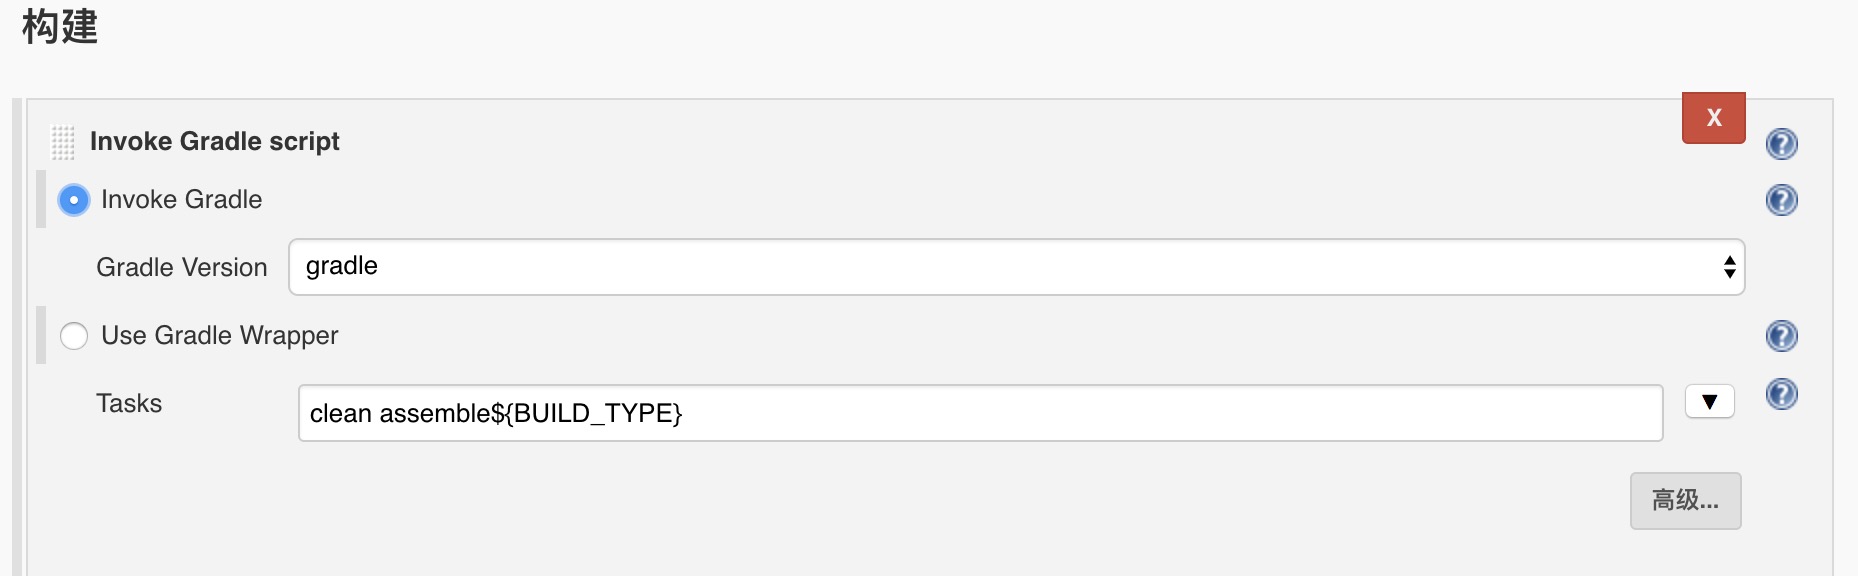 构建
Invoke Gradle script
X
?
Invoke Gradle
?
Gradle Version
gradle
Use Gradle Wrapper
?
Tasks
clean assemble${BUILD_TYPE}
?
高级...